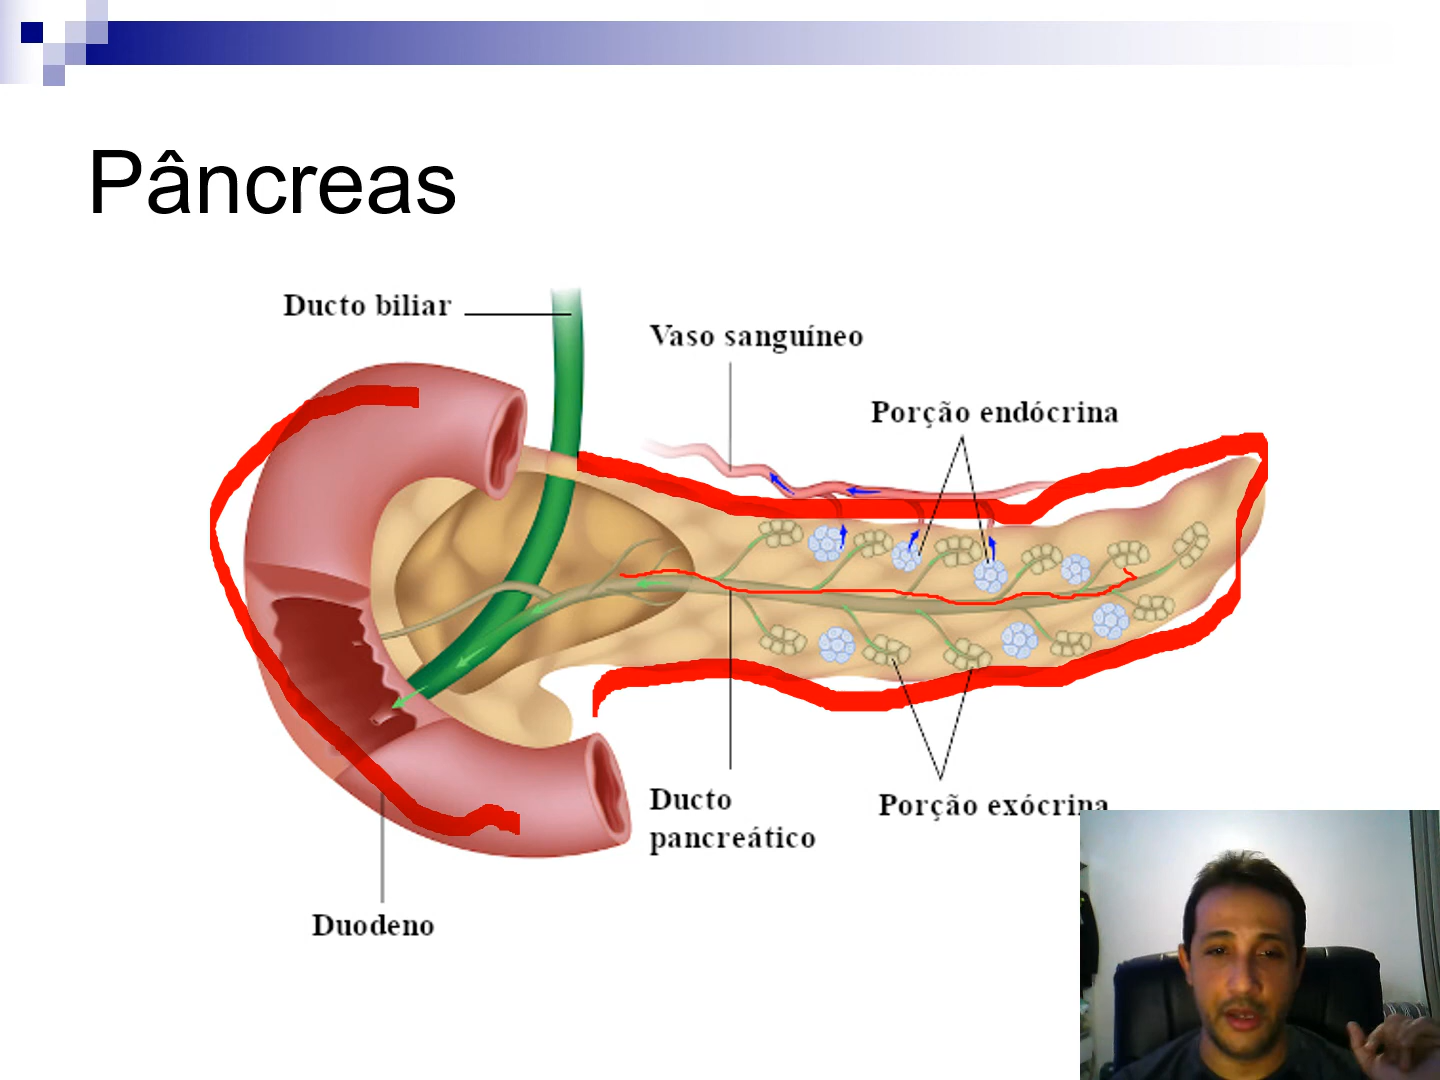 Pâncreas
Ducto biliar
Vaso sanguíneo
Porção endócrina
Ducto
pancreático
Porção exócrina
Duodeno